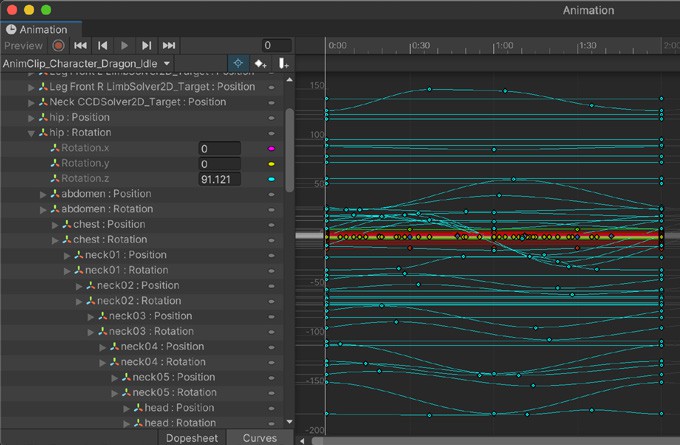 Animation
Animation
Preview
0
0:00
0:30
1:00
1:30
2:00
AnimClip_Character_Dragon_Idle
Leg Front L LimbSolver2D_Target : Position
Leg Front R LimbSolver2D_Target : Position
Neck CCDSolver2D_Target : Position
hip : Position
hip : Rotation
Rotation.x
0
Rotation.y
0
Rotation.z
91.121
abdomen : Position
abdomen : Rotation
chest : Position
chest : Rotation
neck01 : Position
neck01 : Rotation
neck02 : Position
neck02 : Rotation
neck03 : Position
neck03 : Rotation
neck04 : Position
neck04 : Rotation
neck05 : Position
neck05 : Rotation
head : Position
head : Rotation
150
100
50
-50
-100
-150
-200
Dopesheet
Curves